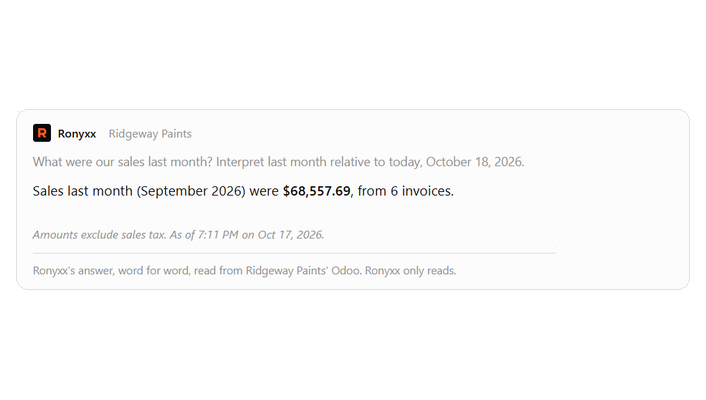 R Ronyxx Ridgeway Paints
What were our sales last month? Interpret last month relative to today, October 18, 2026.
Sales last month (September 2026) were $68,557.69, from 6 invoices.
Amounts exclude sales tax. As of 7:11 PM on Oct 17, 2026.
Ronyxx's answer, word for word, read from Ridgeway Paints' Odoo. Ronyxx only reads.